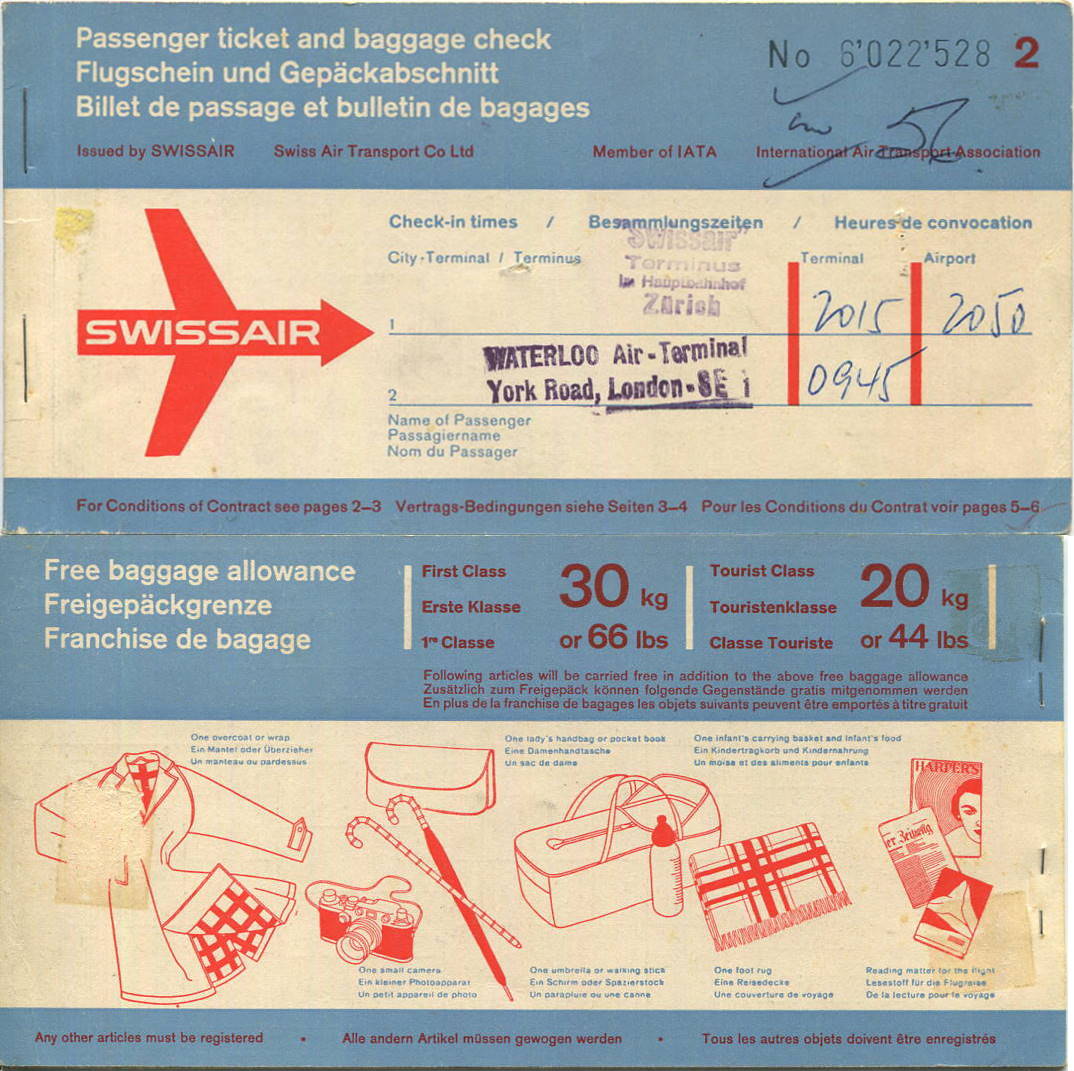 Passenger ticket and baggage check
Flugschein und Gepäckabschnitt
Billet de passage et bulletin de bagages
No 6'022'528 2
Issued by SWISSAIR Swiss Air Transport Co Ltd Member of IATA International Air Transport Association
Check-in times / Besammlungszeiten / Heures de convocation
City-Terminal / Terminus Terminal Airport
"Swissair"
Terminus
im Hauptbahnhof
Zürich
SWISSAIR
1 2015 2050
WATERLOO Air-Terminal
York Road, London-SE 1
2 0945
Name of Passenger
Passagiername
Nom du Passager
For Conditions of Contract see pages 2–3 Vertrags-Bedingungen siehe Seiten 3–4 Pour les Conditions du Contrat voir pages 5–6
Free baggage allowance
Freigepäckgrenze
Franchise de bagage
First Class
Erste Klasse
1re Classe
30 kg
or 66 lbs
Tourist Class
Touristenklasse
Classe Touriste
20 kg
or 44 lbs
Following articles will be carried free in addition to the above free baggage allowance
Zusätzlich zum Freigepäck können folgende Gegenstände gratis mitgenommen werden
En plus de la franchise de bagages les objets suivants peuvent être emportés à titre gratuit
One overcoat or wrap
Ein Mantel oder Überzieher
Un manteau ou pardessus
One lady's handbag or pocket book
Eine Damenhandtasche
Un sac de dame
One infant's carrying basket and infant's food
Ein Kindertragkorb und Kindernahrung
Un moïse et des aliments pour enfants
HARPER'S
er Zeitung
One small camera
Ein kleiner Photoapparat
Un petit appareil de photo
One umbrella or walking stick
Ein Schirm oder Spazierstock
Un parapluie ou une canne
One foot rug
Eine Reisedecke
Une couverture de voyage
Reading matter for the flight
Lesestoff für die Flugreise
De la lecture pour le voyage
Any other articles must be registered • Alle andern Artikel müssen gewogen werden • Tous les autres objets doivent être enregistrés